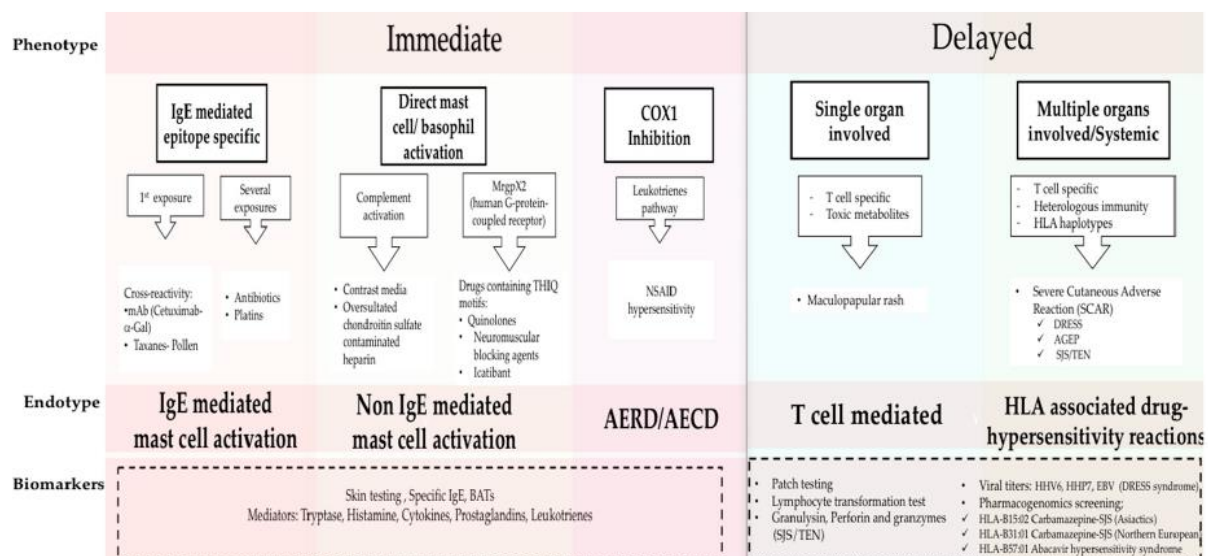 Phenotype
Immediate
Delayed
IgE mediated
epitope specific
Direct mast
cell/ basophil
activation
COX1
Inhibition
Single organ
involved
Multiple organs
involved/Systemic
1st exposure
Several
exposures
Complement
activation
MrgpX2
(human G-protein-
coupled receptor)
Leukotrienes
pathway
- T cell specific
- Toxic metabolites
- T cell specific
- Heterologous immunity
- HLA haplotypes
Cross-reactivity:
•mAb (Cetuximab-
α-Gal)
• Taxanes- Pollen
• Antibiotics
• Platins
• Contrast media
• Oversultated
chondroitin sulfate
contaminated
heparin
Drugs containing THIQ
motifs:
• Quinolones
• Neuromuscular
blocking agents
• Icatibant
NSAID
hypersensitivity
• Maculopapular rash
• Severe Cutaneous Adverse
Reaction (SCAR)
✓ DRESS
✓ AGEP
✓ SJS/TEN
Endotype
IgE mediated
mast cell activation
Non IgE mediated
mast cell activation
AERD/AECD
T cell mediated
HLA associated drug-
hypersensitivity reactions
Biomarkers
Skin testing , Specific IgE, BATs
Mediators: Tryptase, Histamine, Cytokines, Prostaglandins, Leukotrienes
• Patch testing
• Lymphocyte transformation test
• Granulysin, Perforin and granzymes
(SJS/TEN)
• Viral titers: HHV6, HHP7, EBV (DRESS syndrome)
• Pharmacogenomics screening:
✓ HLA-B15:02 Carbamazepine-SJS (Asiactics)
✓ HLA-B31:01 Carbamazepine-SJS (Northern European
✓ HLA-B57:01 Abacavir hypersensitivity syndrome